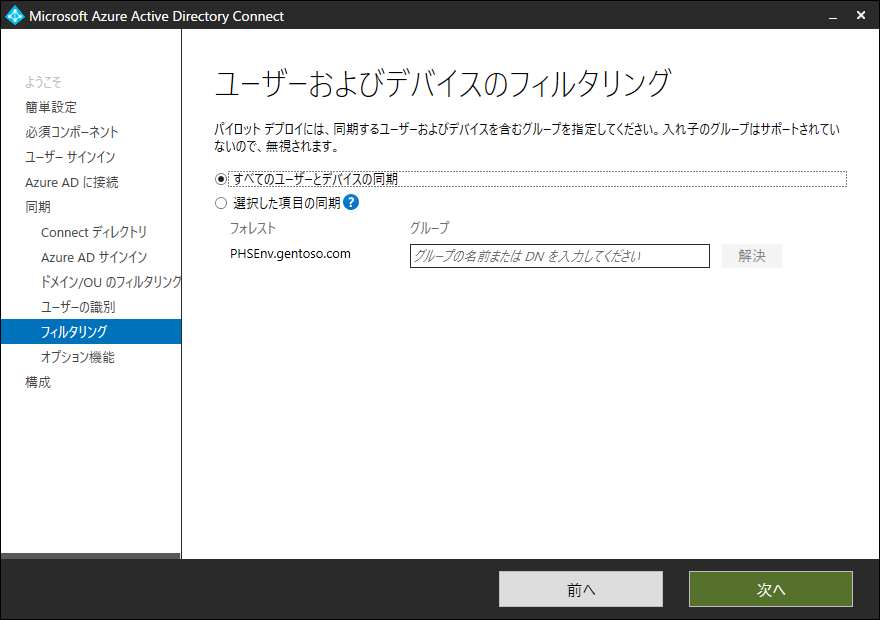 Microsoft Azure Active Directory Connect
ようこそ
簡単設定
必須コンポーネント
ユーザー サインイン
Azure AD に接続
同期
Connect ディレクトリ
Azure AD サインイン
ドメイン/OU のフィルタリング
ユーザーの識別
フィルタリング
オプション機能
構成
ユーザーおよびデバイスのフィルタリング
パイロット デプロイには、同期するユーザーおよびデバイスを含むグループを指定してください。入れ子のグループはサポートされてい
ないので、無視されます。
すべてのユーザーとデバイスの同期
選択した項目の同期 ?
フォレスト グループ
PHSEnv.gentoso.com グループの名前または DN を入力してください 解決
前へ 次へ